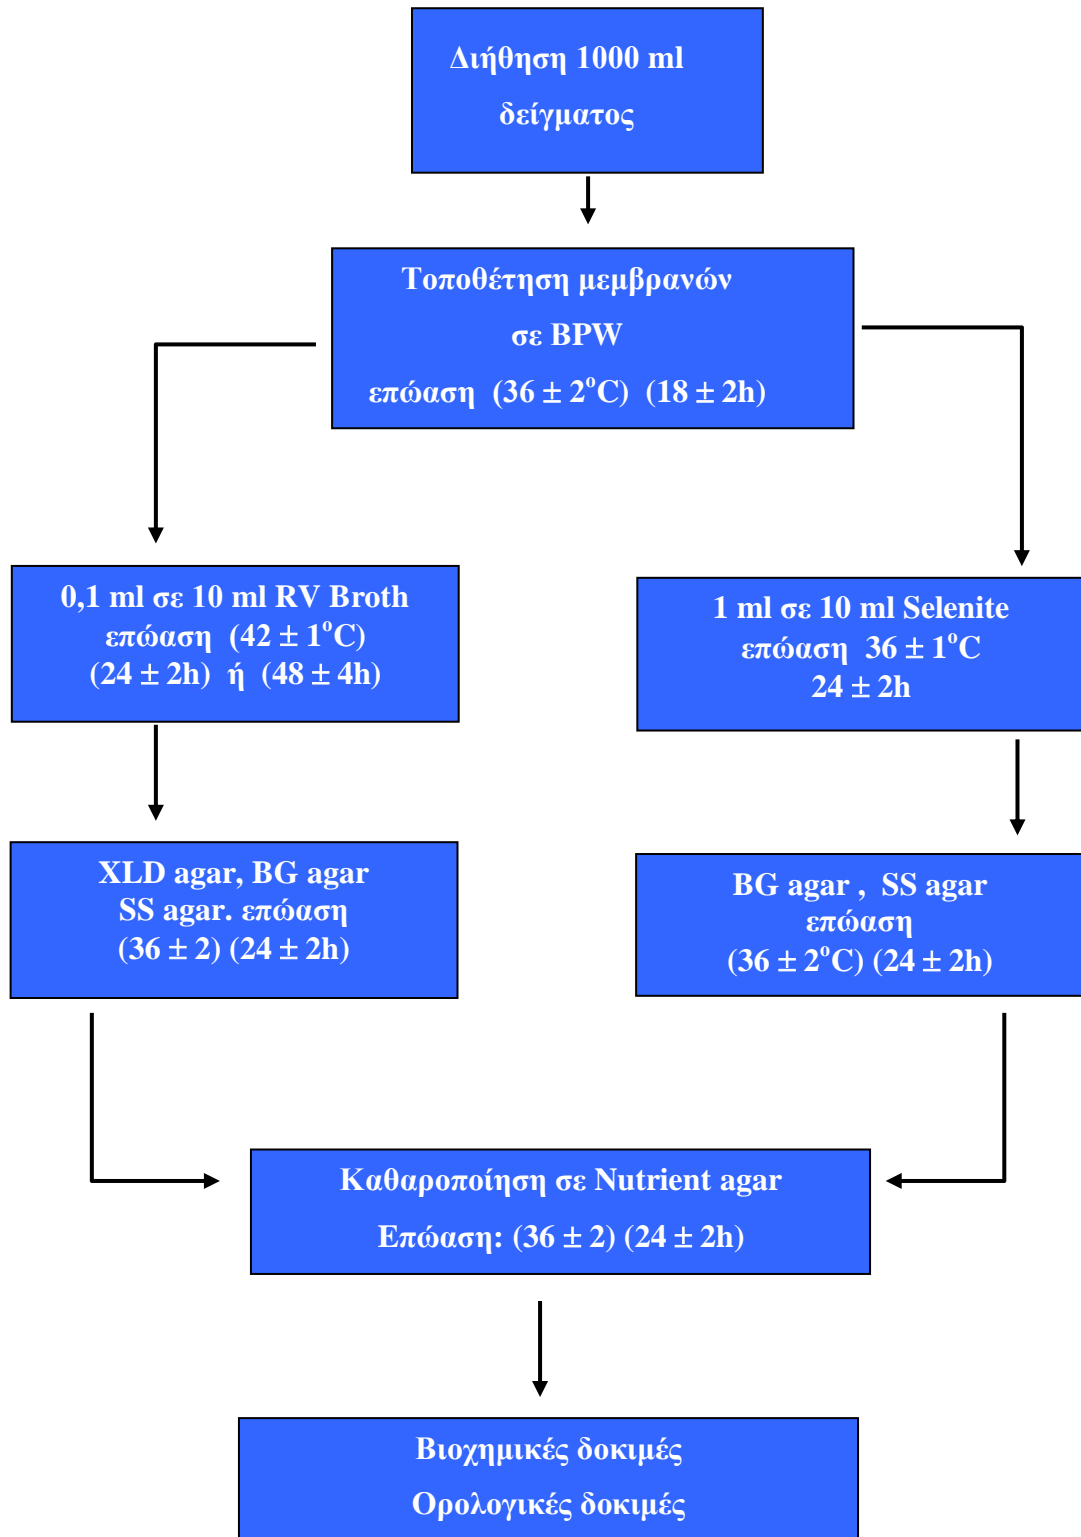 Διήθηση 1000 ml
δείγματος
Τοποθέτηση μεμβρανών
σε BPW
επώαση (36 ± 2°C) (18 ± 2h)
0,1 ml σε 10 ml RV Broth
επώαση (42 ± 1°C)
(24 ± 2h) ή (48 ± 4h)
1 ml σε 10 ml Selenite
επώαση 36 ± 1°C
24 ± 2h
XLD agar, BG agar
SS agar. επώαση
(36 ± 2) (24 ± 2h)
BG agar , SS agar
επώαση
(36 ± 2°C) (24 ± 2h)
Καθαροποίηση σε Nutrient agar
Επώαση: (36 ± 2) (24 ± 2h)
Βιοχημικές δοκιμές
Ορολογικές δοκιμές